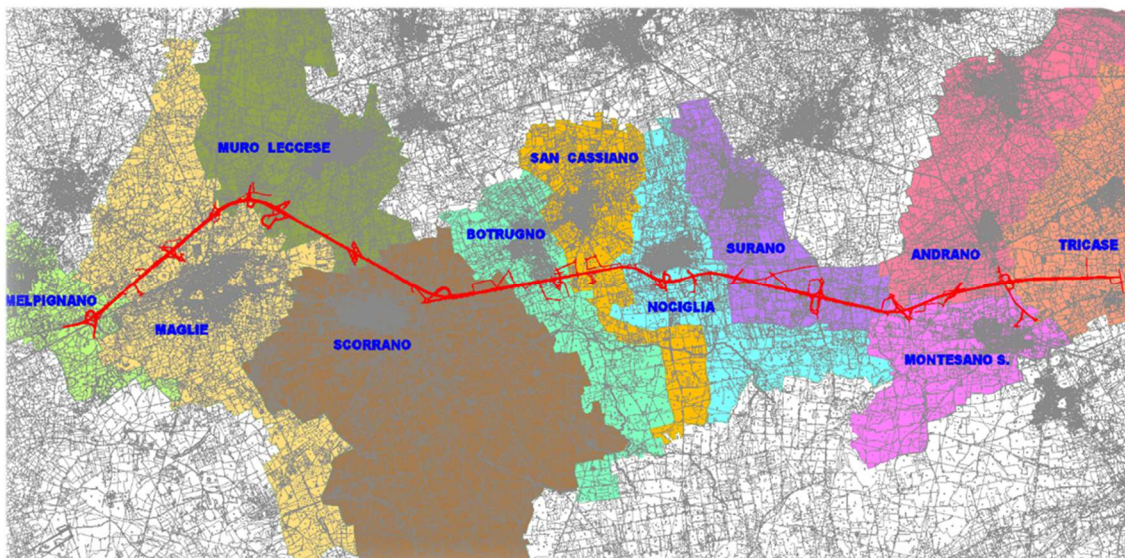 MURO LECCESE
SAN CASSIANO
BOTRUGNO
SURANO
ANDRANO
TRICASE
MELPIGNANO
NOCIGLIA
MAGLIE
SCORRANO
MONTESANO S.